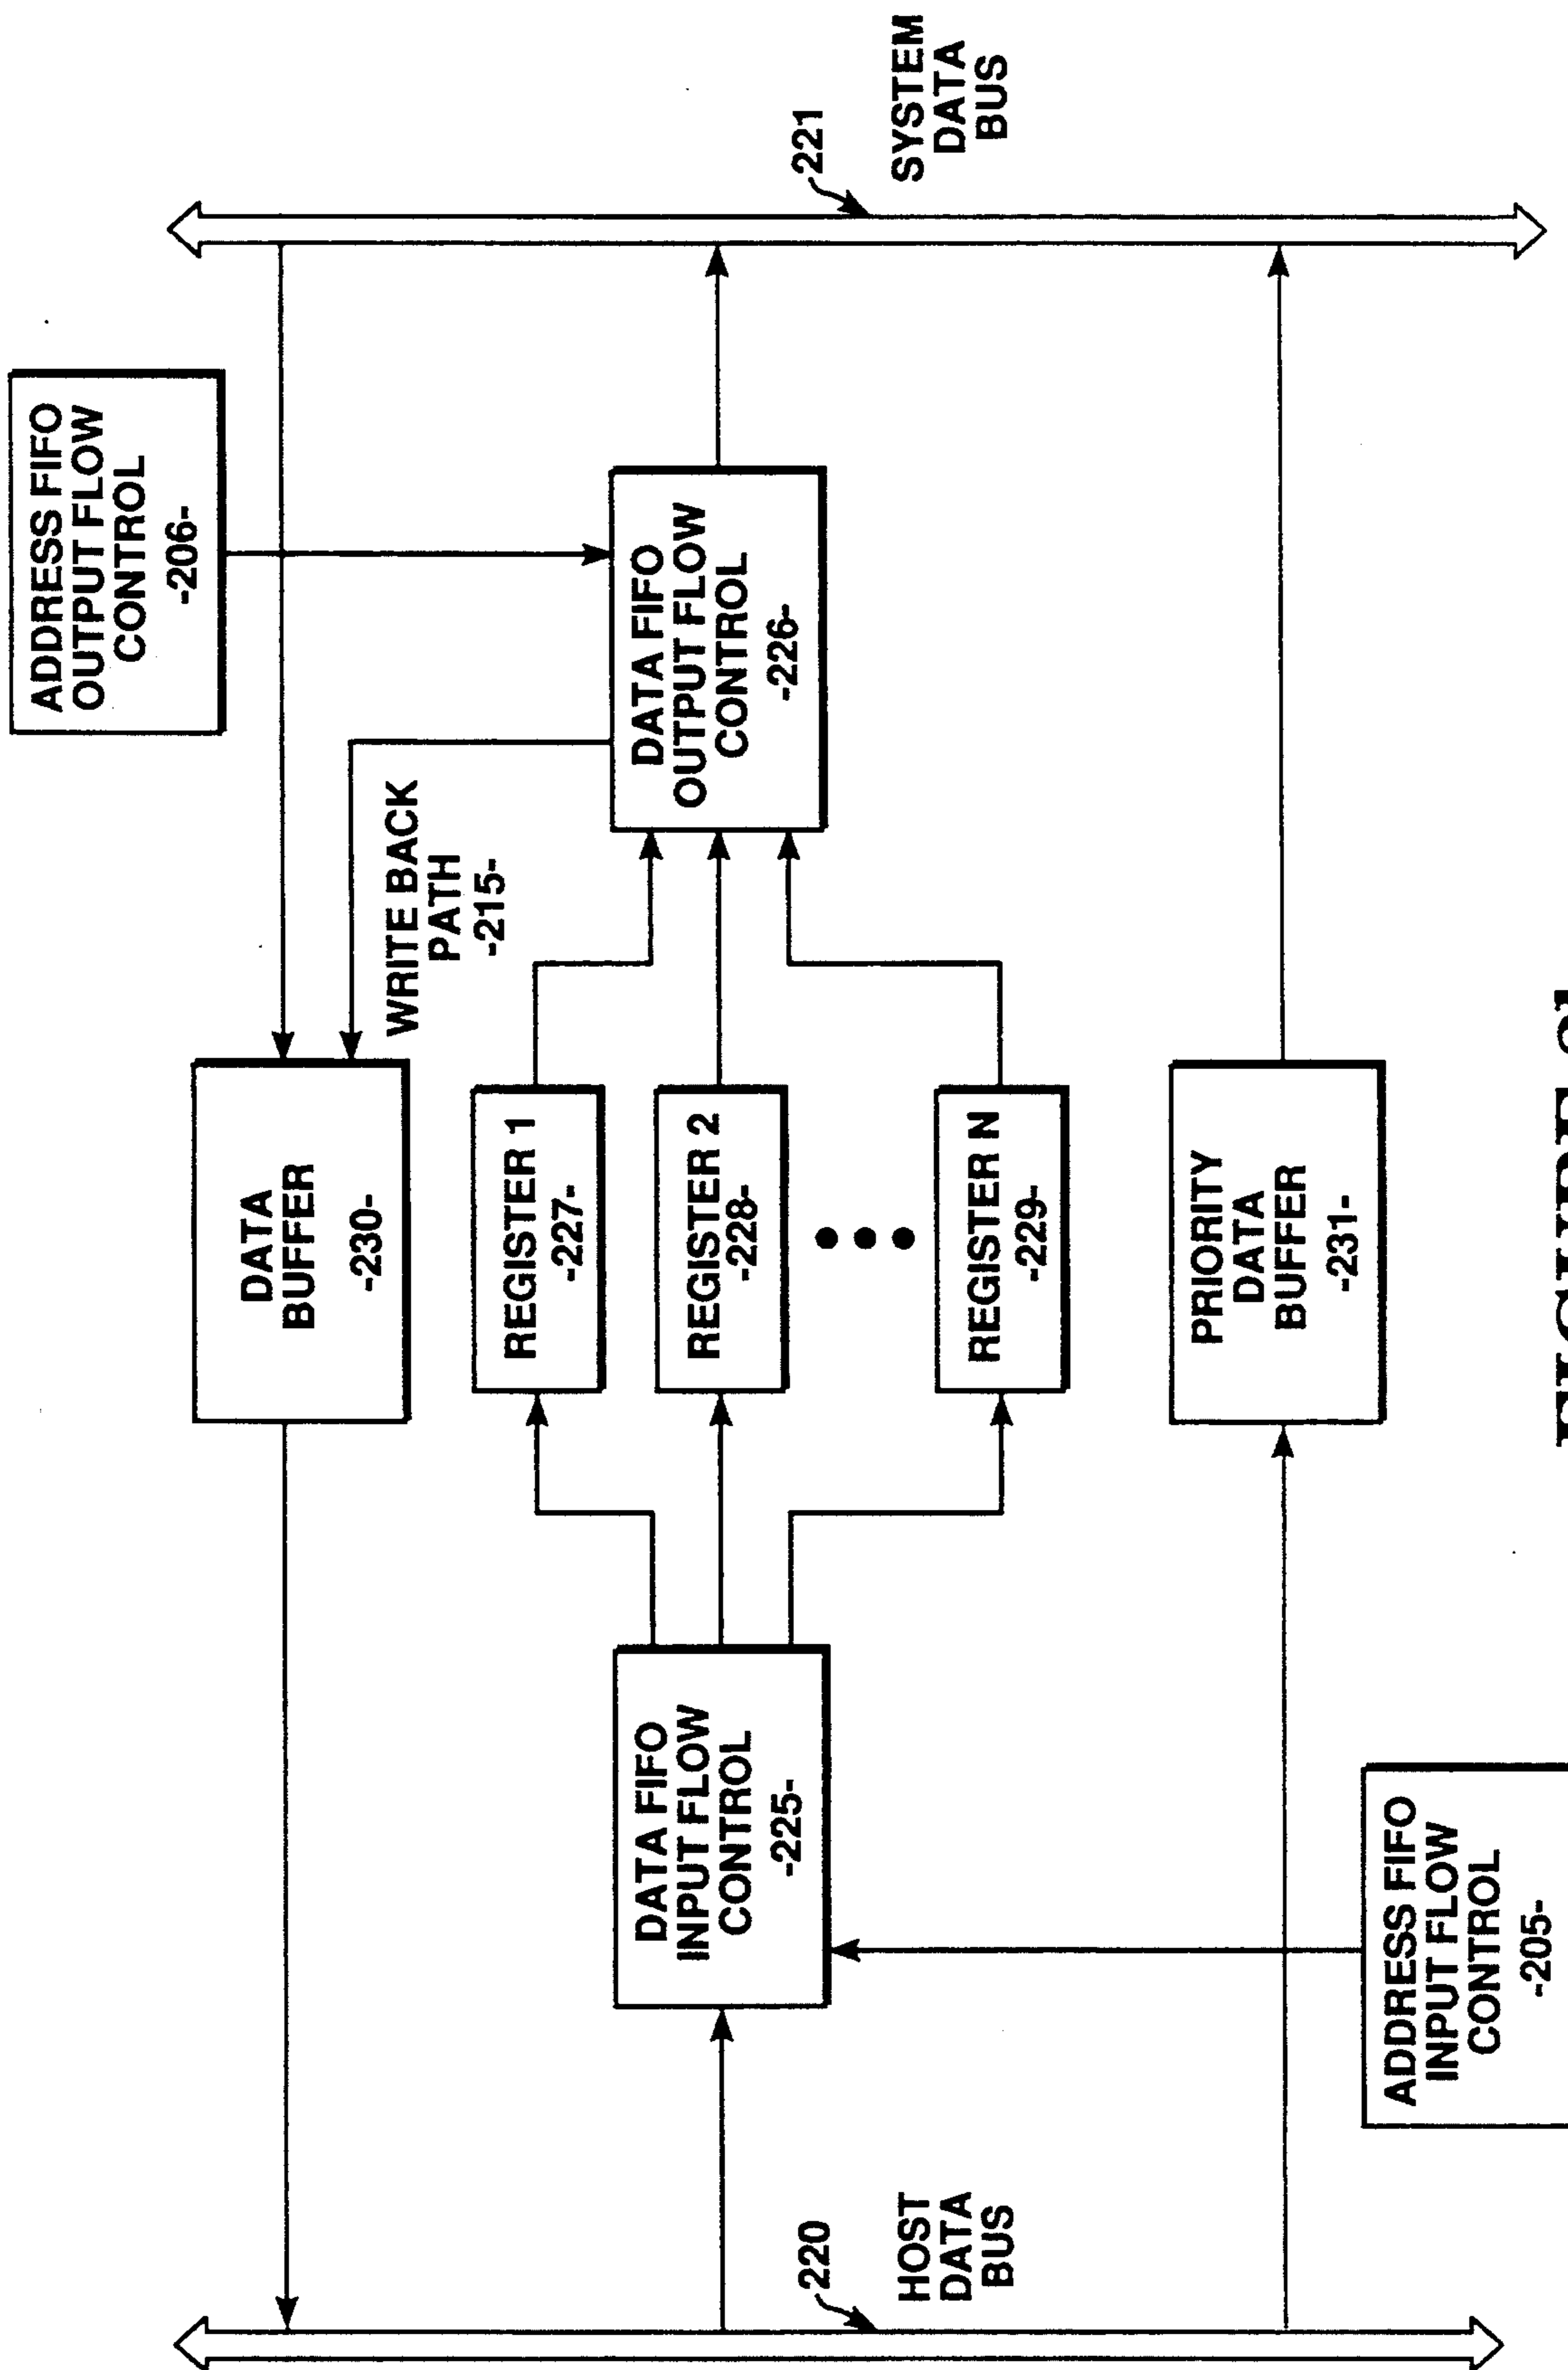 ADDRESS FIFO
OUTPUT FLOW
CONTROL
-206-
DATA
BUFFER
-230-
WRITE BACK
PATH
-215-
REGISTER 1
-227-
DATA FIFO
INPUT FLOW
CONTROL
-225-
REGISTER 2
-228-
DATA FIFO
OUTPUT FLOW
CONTROL
-226-
221
SYSTEM
DATA
BUS
220
HOST
DATA
BUS
REGISTER N
-229-
PRIORITY
DATA
BUFFER
-231-
ADDRESS FIFO
INPUT FLOW
CONTROL
-205-